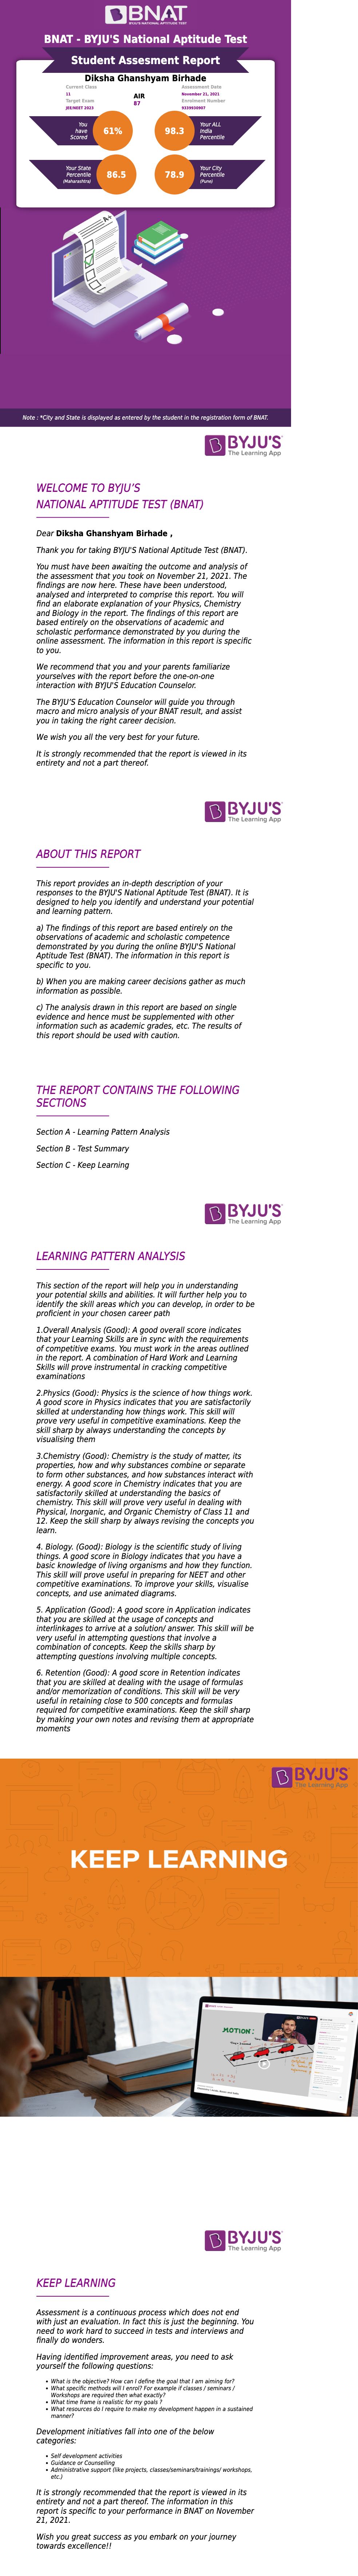 BNAT
BYJU'S NATIONAL APTITUDE TEST
BNAT - BYJU'S National Aptitude Test
Student Assesment Report
Diksha Ghanshyam Birhade
Current Class
11
Target Exam
JEE/NEET 2023
AIR
87
Assessment Date
November 21, 2021
Enrolment Number
You
have
Scored
61%
98.3
Your ALL
India
Percentile
Your State
Percentile
(Maharashtra)
86.5
78.9
Your City
Percentile
(Pune)
A+
Note : *City and State is displayed as entered by the student in the registration form of BNAT.
BYJU'S
The Learning App
WELCOME TO BYJU'S
NATIONAL APTITUDE TEST (BNAT)
Dear Diksha Ghanshyam Birhade ,
Thank you for taking BYJU'S National Aptitude Test (BNAT).
You must have been awaiting the outcome and analysis of
the assessment that you took on November 21, 2021. The
findings are now here. These have been understood,
analysed and interpreted to comprise this report. You will
find an elaborate explanation of your Physics, Chemistry
and Biology in the report. The findings of this report are
based entirely on the observations of academic and
scholastic performance demonstrated by you during the
online assessment. The information in this report is specific
to you.
We recommend that you and your parents familiarize
yourselves with the report before the one-on-one
interaction with BYJU'S Education Counselor.
The BYJU'S Education Counselor will guide you through
macro and micro analysis of your BNAT result, and assist
you in taking the right career decision.
We wish you all the very best for your future.
It is strongly recommended that the report is viewed in its
entirety and not a part thereof.
BYJU'S
The Learning App
ABOUT THIS REPORT
This report provides an in-depth description of your
responses to the BYJU'S National Aptitude Test (BNAT). It is
designed to help you identify and understand your potential
and learning pattern.
a) The findings of this report are based entirely on the
observations of academic and scholastic competence
demonstrated by you during the online BYJU'S National
Aptitude Test (BNAT). The information in this report is
specific to you.
b) When you are making career decisions gather as much
information as possible.
c) The analysis drawn in this report are based on single
evidence and hence must be supplemented with other
information such as academic grades, etc. The results of
this report should be used with caution.
THE REPORT CONTAINS THE FOLLOWING
SECTIONS
Section A - Learning Pattern Analysis
Section B - Test Summary
Section C - Keep Learning
BYJU'S
The Learning App
LEARNING PATTERN ANALYSIS
This section of the report will help you in understanding
your potential skills and abilities. It will further help you to
identify the skill areas which you can develop, in order to be
proficient in your chosen career path
1.Overall Analysis (Good): A good overall score indicates
that your Learning Skills are in sync with the requirements
of competitive exams. You must work in the areas outlined
in the report. A combination of Hard Work and Learning
Skills will prove instrumental in cracking competitive
examinations
2.Physics (Good): Physics is the science of how things work.
A good score in Physics indicates that you are satisfactorily
skilled at understanding how things work. This skill will
prove very useful in competitive examinations. Keep the
skill sharp by always understanding the concepts by
visualising them
3.Chemistry (Good): Chemistry is the study of matter, its
properties, how and why substances combine or separate
to form other substances, and how substances interact with
energy. A good score in Chemistry indicates that you are
satisfactorily skilled at understanding the basics of
chemistry. This skill will prove very useful in dealing with
Physical, Inorganic, and Organic Chemistry of Class 11 and
12. Keep the skill sharp by always revising the concepts you
learn.
4. Biology. (Good): Biology is the scientific study of living
things. A good score in Biology indicates that you have a
basic knowledge of living organisms and how they function.
This skill will prove useful in preparing for NEET and other
competitive examinations. To improve your skills, visualise
concepts, and use animated diagrams.
5. Application (Good): A good score in Application indicates
that you are skilled at the usage of concepts and
interlinkages to arrive at a solution/ answer. This skill will be
very useful in attempting questions that involve a
combination of concepts. Keep the skills sharp by
attempting questions involving multiple concepts.
6. Retention (Good): A good score in Retention indicates
that you are skilled at dealing with the usage of formulas
and/or memorization of conditions. This skill will be very
useful in retaining close to 500 concepts and formulas
required for competitive examinations. Keep the skill sharp
by making your own notes and revising them at appropriate
moments
BYJU'S
The Learning App
KEEP LEARNING
MOTION:
BYJU'S
The Learning App
KEEP LEARNING
Assessment is a continuous process which does not end
with just an evaluation. In fact this is just the beginning. You
need to work hard to succeed in tests and interviews and
finally do wonders.
Having identified improvement areas, you need to ask
yourself the following questions:
• What is the objective? How can I define the goal that I am aiming for?
• What specific methods will I enrol? For example if classes / seminars /
Workshops are required then what exactly?
• What time frame is realistic for my goals ?
• What resources do I require to make my development happen in a sustained
manner?
Development initiatives fall into one of the below
categories:
• Self development activities
• Guidance or Counselling
• Administrative support (like projects, classes/seminars/trainings/ workshops,
etc.)
It is strongly recommended that the report is viewed in its
entirety and not a part thereof. The information in this
report is specific to your performance in BNAT on November
21, 2021.
Wish you great success as you embark on your journey
towards excellence!!